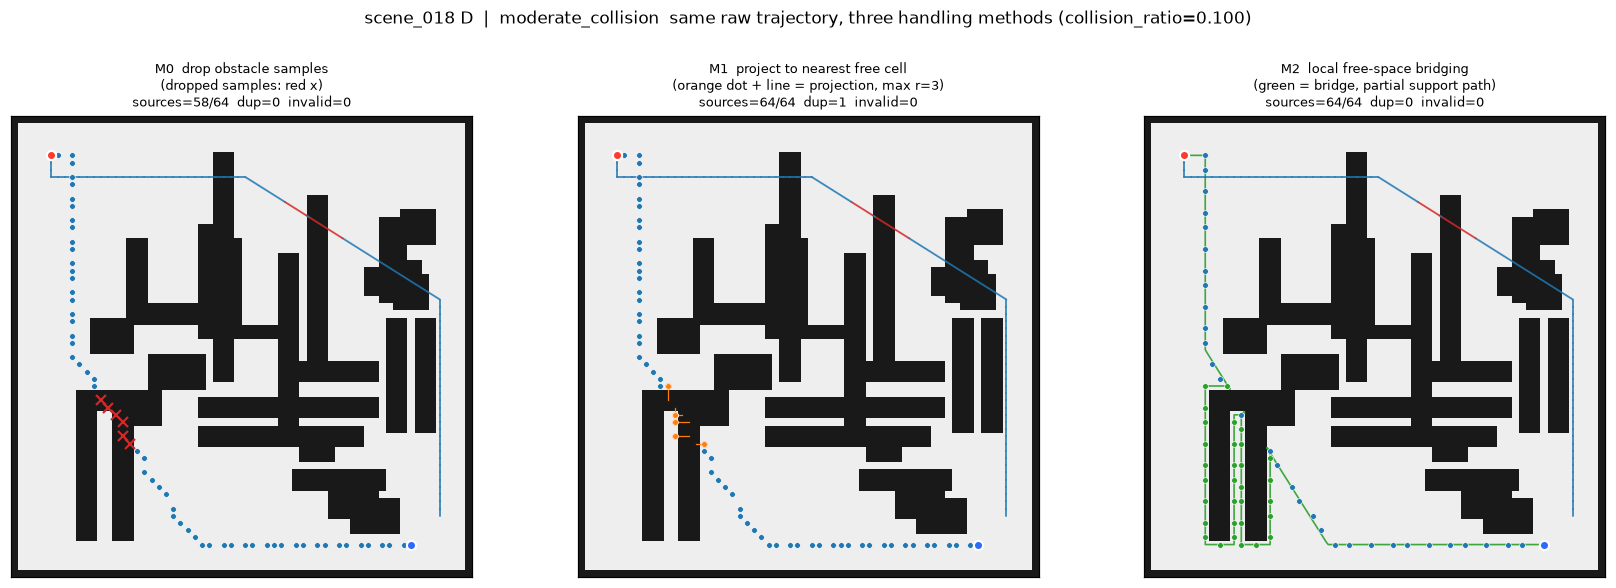 scene_018 D | moderate_collision same raw trajectory, three handling methods (collision_ratio=0.100)
M0 drop obstacle samples
(dropped samples: red x)
sources=58/64 dup=0 invalid=0
M1 project to nearest free cell
(orange dot + line = projection, max r=3)
sources=64/64 dup=1 invalid=0
M2 local free-space bridging
(green = bridge, partial support path)
sources=64/64 dup=0 invalid=0